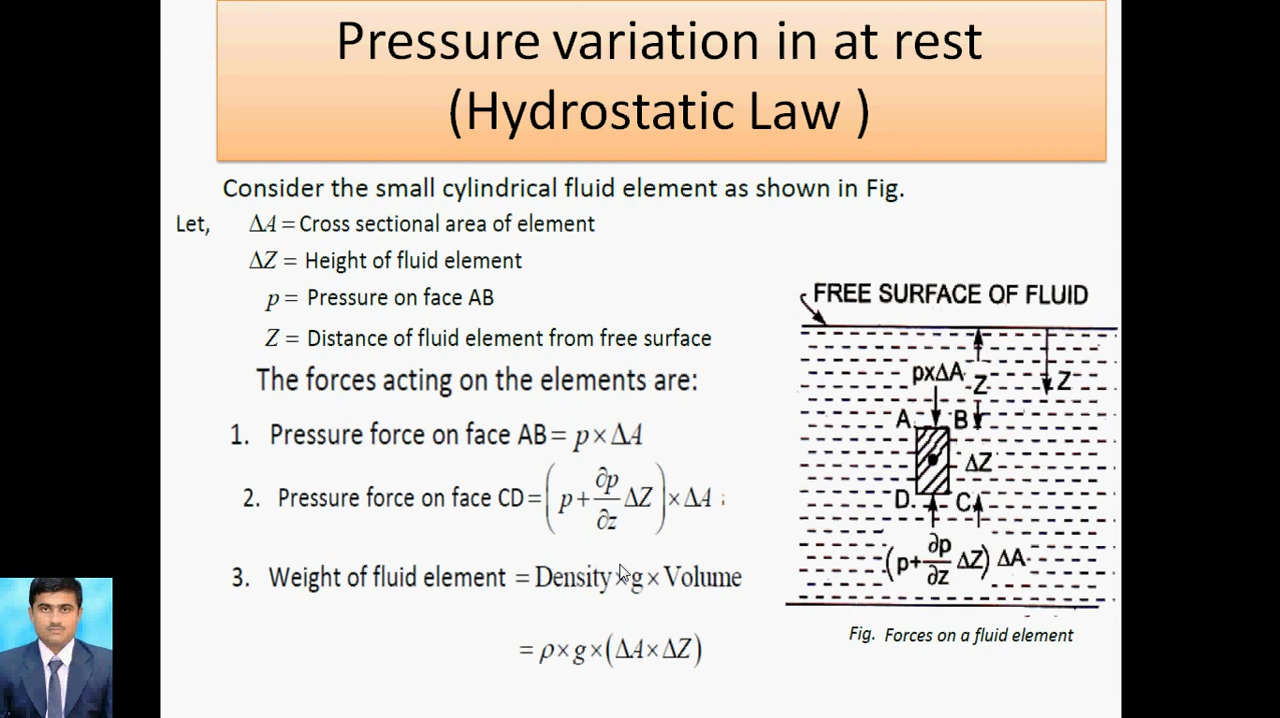 Pressure variation in at rest
(Hydrostatic Law )
Consider the small cylindrical fluid element as shown in Fig.
Let, ΔA = Cross sectional area of element
ΔZ = Height of fluid element
p = Pressure on face AB
Z = Distance of fluid element from free surface
The forces acting on the elements are:
1. Pressure force on face AB = p × ΔA
2. Pressure force on face CD = (p + ∂p/∂z ΔZ) × ΔA ;
3. Weight of fluid element = Density × g × Volume
= ρ × g × (ΔA × ΔZ)
FREE SURFACE OF FLUID
pxΔA Z Z
A B
ΔZ
D C
(p+ ∂p/∂z ΔZ) ΔA
Fig. Forces on a fluid element